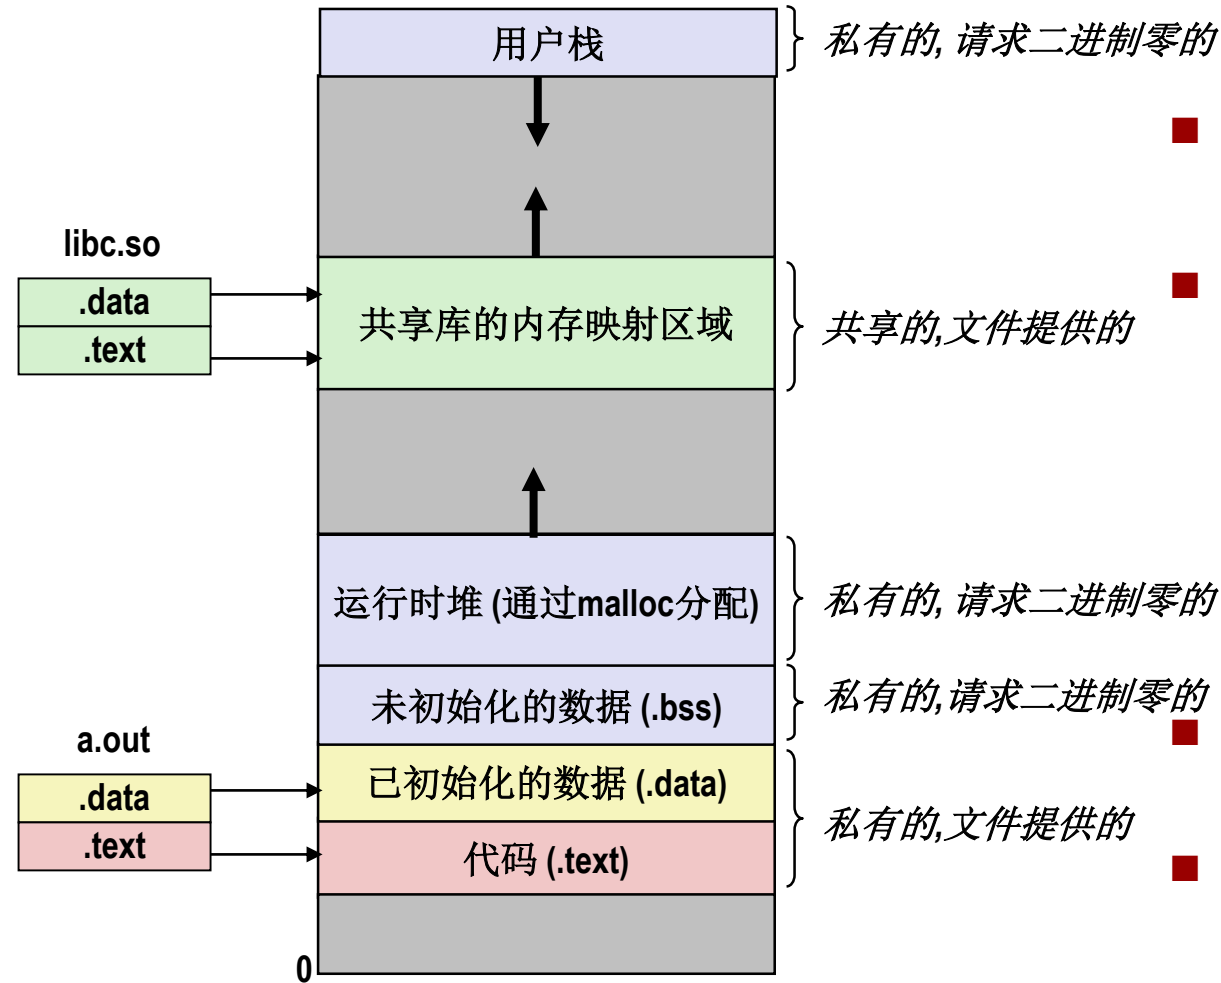 用户栈
私有的, 请求二进制零的
libc.so
.data
.text
共享库的内存映射区域
共享的,文件提供的
运行时堆 (通过malloc分配)
私有的, 请求二进制零的
未初始化的数据 (.bss)
私有的,请求二进制零的
a.out
.data
.text
已初始化的数据 (.data)
代码 (.text)
私有的,文件提供的
0